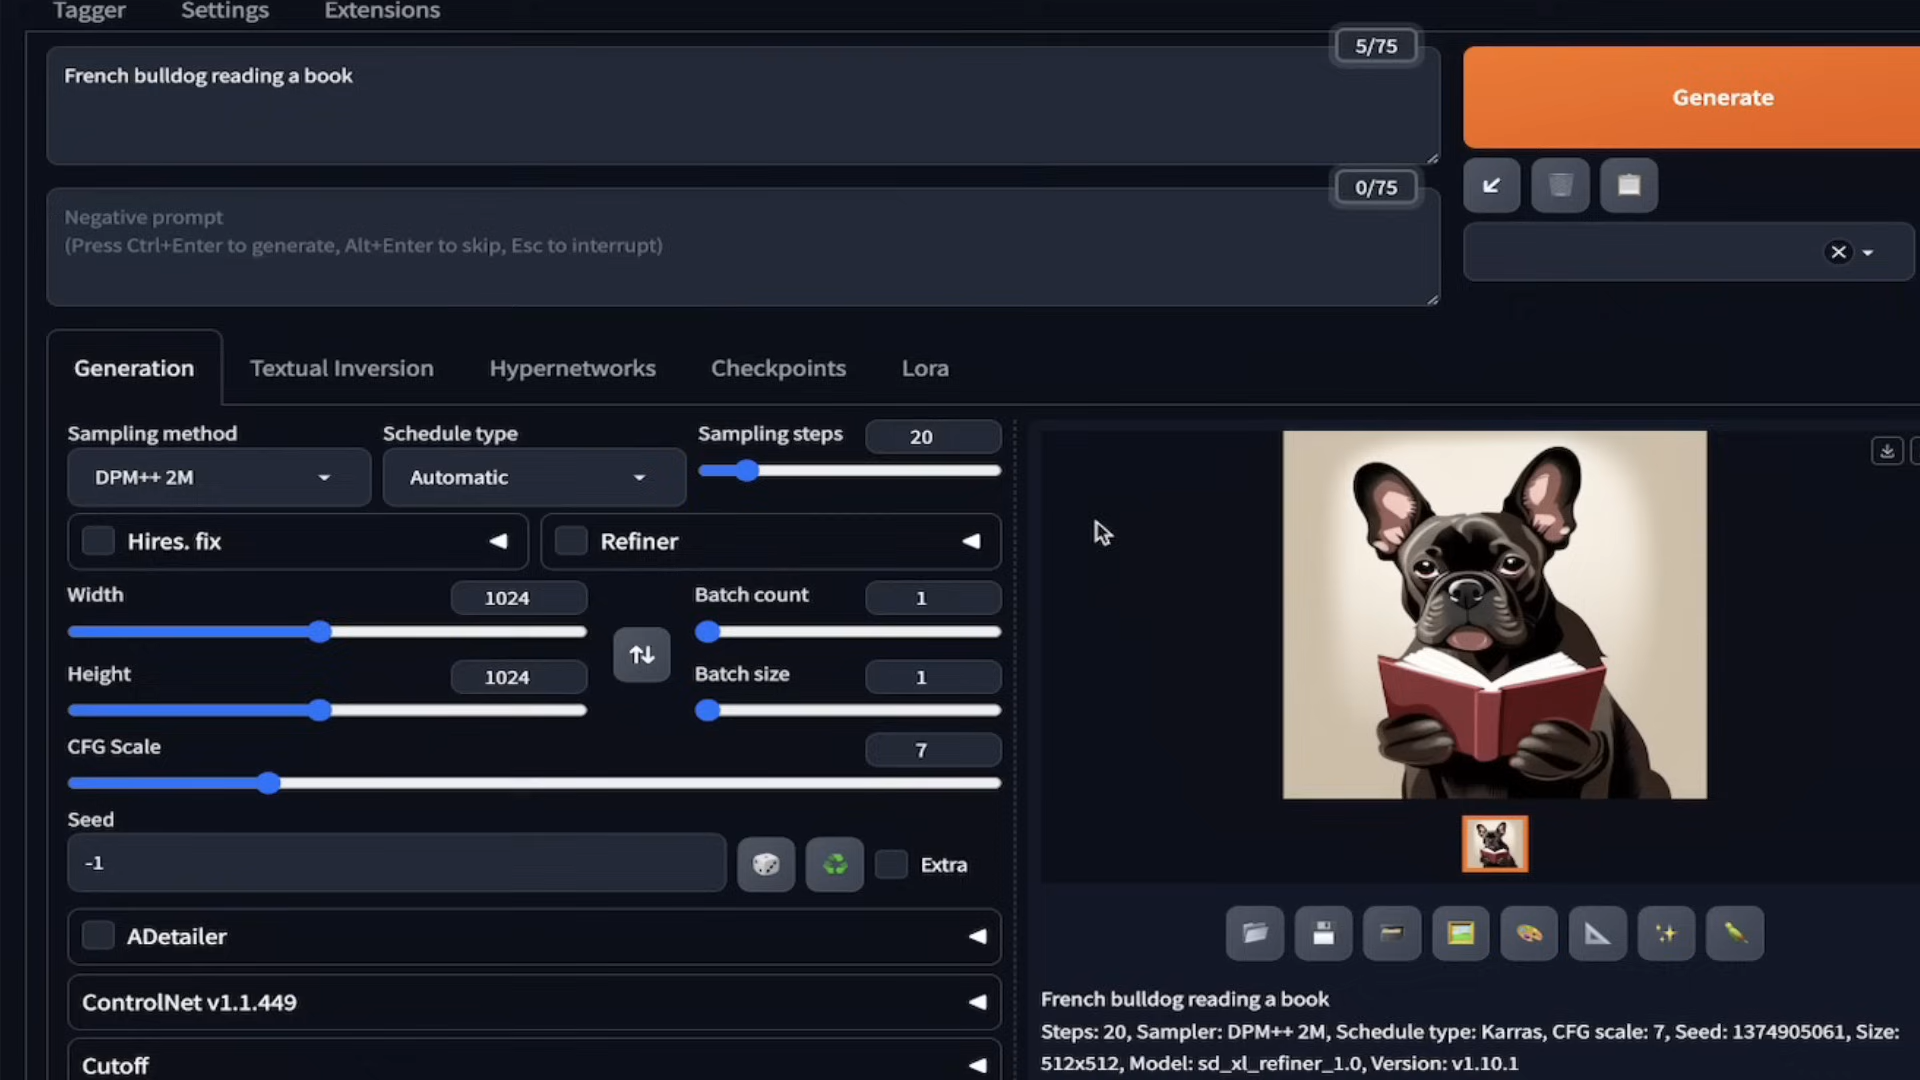 Tagger Settings Extensions
5/75
French bulldog reading a book
Generate
0/75
Negative prompt
(Press Ctrl+Enter to generate, Alt+Enter to skip, Esc to interrupt)
Generation Textual Inversion Hypernetworks Checkpoints Lora
Sampling method Schedule type Sampling steps 20
DPM++ 2M Automatic
Hires. fix Refiner
Width 1024 Batch count 1
Height 1024 Batch size 1
CFG Scale 7
Seed
-1 Extra
ADetailer
ControlNet v1.1.449
Cutoff
French bulldog reading a book
Steps: 20, Sampler: DPM++ 2M, Schedule type: Karras, CFG scale: 7, Seed: 1374905061, Size:
512x512, Model: sd_xl_refiner_1.0, Version: v1.10.1